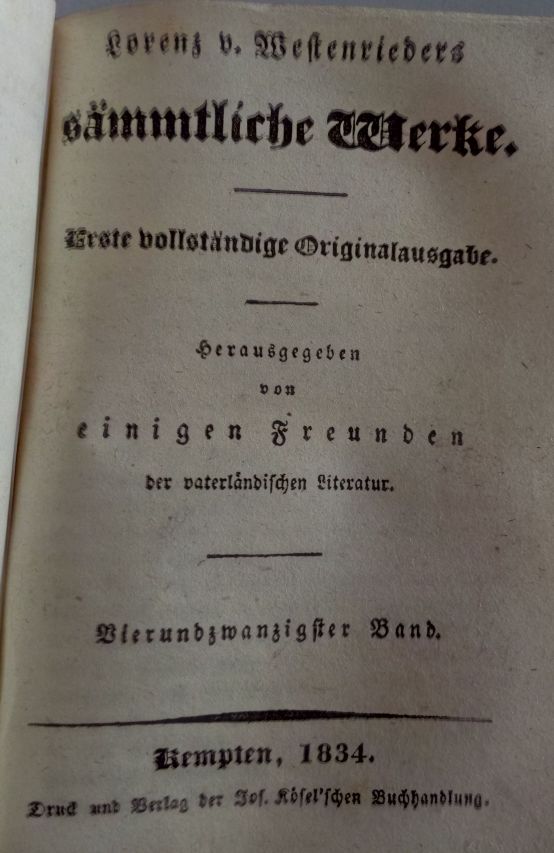 Lorenz v. Westenrieders
sämmtliche Werke.
Erste vollständige Originalausgabe.
Herausgegeben
von
einigen Freunden
der vaterländischen Literatur.
Vierundzwanzigster Band.
Kempten, 1834.
Druck und Verlag der Jos. Kösel'schen Buchhandlung.